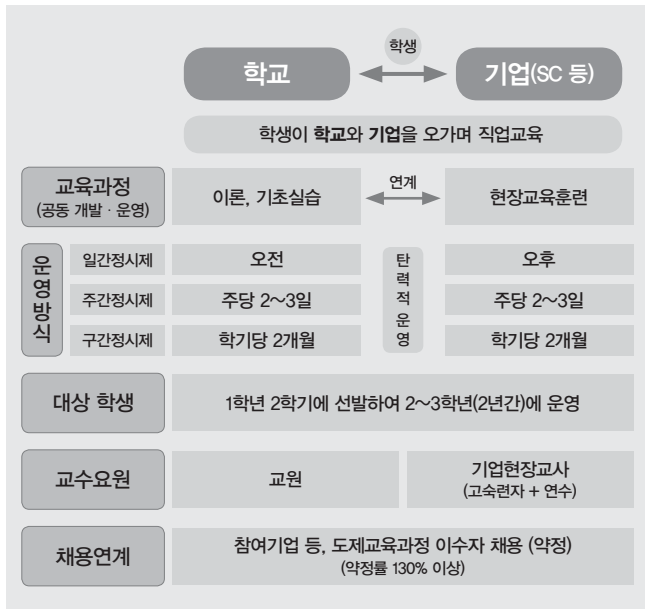 학생
학교
기업(SC 등)
학생이 학교와 기업을 오가며 직업교육
교육과정
(공동 개발 · 운영)
이론, 기초실습
연계
현장교육훈련
운영방식
일간정시제
오전
탄력적 운영
오후
주간정시제
주당 2~3일
주당 2~3일
구간정시제
학기당 2개월
학기당 2개월
대상 학생
1학년 2학기에 선발하여 2~3학년(2년간)에 운영
교수요원
교원
기업현장교사
(고숙련자 + 연수)
채용연계
참여기업 등, 도제교육과정 이수자 채용 (약정)
(약정률 130% 이상)